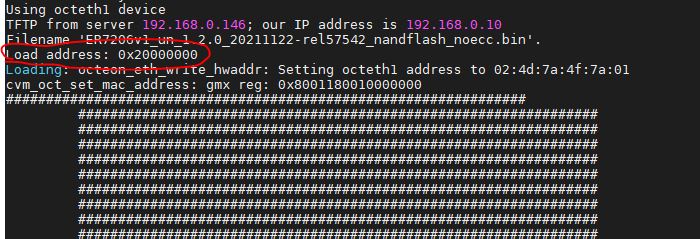 Using octeth1 device
TFTP from server 192.168.0.146; our IP address is 192.168.0.10
Filename 'ER7206v1_un_1.2.0_20211122-rel57542_nandflash_noecc.bin'.
Load address: 0x20000000
Loading: octeon_eth_write_hwaddr: Setting octeth1 address to 02:4d:7a:4f:7a:01
cvm_oct_set_mac_address: gmx reg: 0x8001180010000000
#################################################################
#################################################################
#################################################################
#################################################################
#################################################################
#################################################################
#################################################################
#################################################################
#################################################################
#################################################################